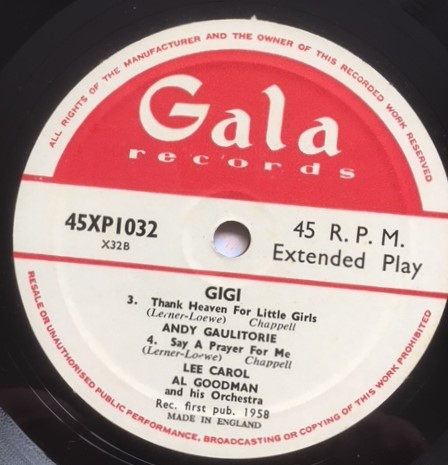 ALL RIGHTS OF THE MANUFACTURER AND THE OWNER OF THIS RECORDED WORK RESERVED
Gala
records
45XP1032
X32B
45 R.P.M.
Extended Play
GIGI
3. Thank Heaven For Little Girls
(Lerner-Loewe) Chappell
ANDY GAULITORIE
4. Say A Prayer For Me
(Lerner-Loewe) Chappell
LEE CAROL
AL GOODMAN
and his Orchestra
Rec. first pub. 1958
MADE IN ENGLAND
RESALE OR UNAUTHORISED PUBLIC PERFORMANCE, BROADCASTING OR COPYING OF THIS WORK PROHIBITED